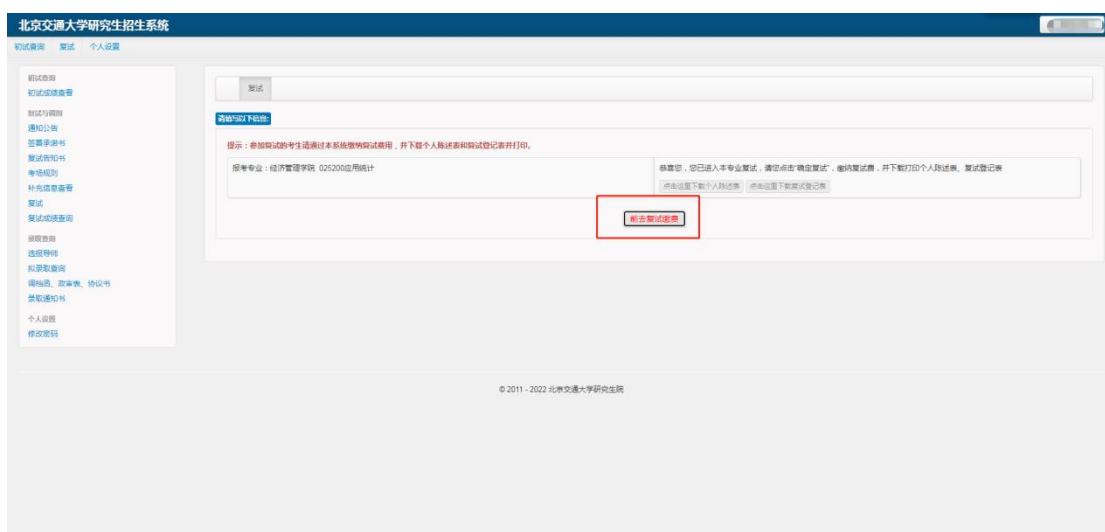 北京交通大学研究生招生系统
初试查询 复试 个人设置
初试查询
初试成绩查看
复试与调剂
通知公告
签署承诺书
复试告知书
考场规则
补充信息查看
复试
复试成绩查询
录取查询
选报导师
拟录取查询
调档函、政审表、协议书
录取通知书
个人设置
修改密码
复试
请填写以下信息:
提示：参加复试的考生请通过本系统缴纳复试费用，并下载个人陈述表和复试登记表并打印。
报考专业：经济管理学院 025200应用统计
恭喜您，您已进入本专业复试，请您点击"确定复试"，缴纳复试费，并下载打印个人陈述表、复试登记表
点击这里下载个人陈述表 点击这里下载复试登记表
前去复试缴费
© 2011 - 2022 北京交通大学研究生院